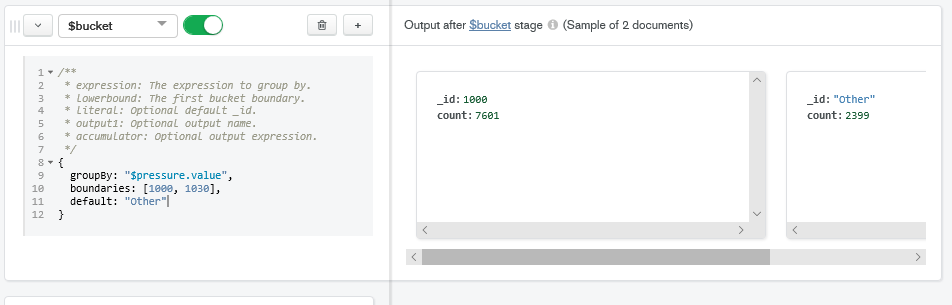 $bucket
Output after $bucket stage (Sample of 2 documents)
1 /**
2 * expression: The expression to group by.
3 * lowerbound: The first bucket boundary.
4 * literal: Optional default _id.
5 * output1: Optional output name.
6 * accumulator: Optional output expression.
7 */
8 {
9 groupBy: "$pressure.value",
10 boundaries: [1000, 1030],
11 default: "Other"
12 }
_id: 1000
count: 7601
_id: "Other"
count: 2399